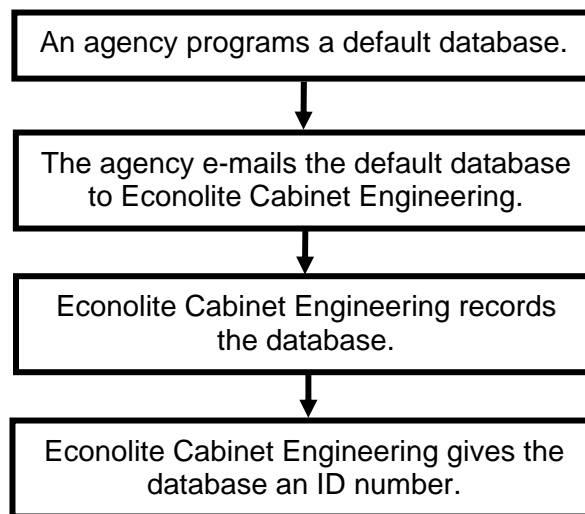 An agency programs a default database.
The agency e-mails the default database
to Econolite Cabinet Engineering.
Econolite Cabinet Engineering records
the database.
Econolite Cabinet Engineering gives the
database an ID number.